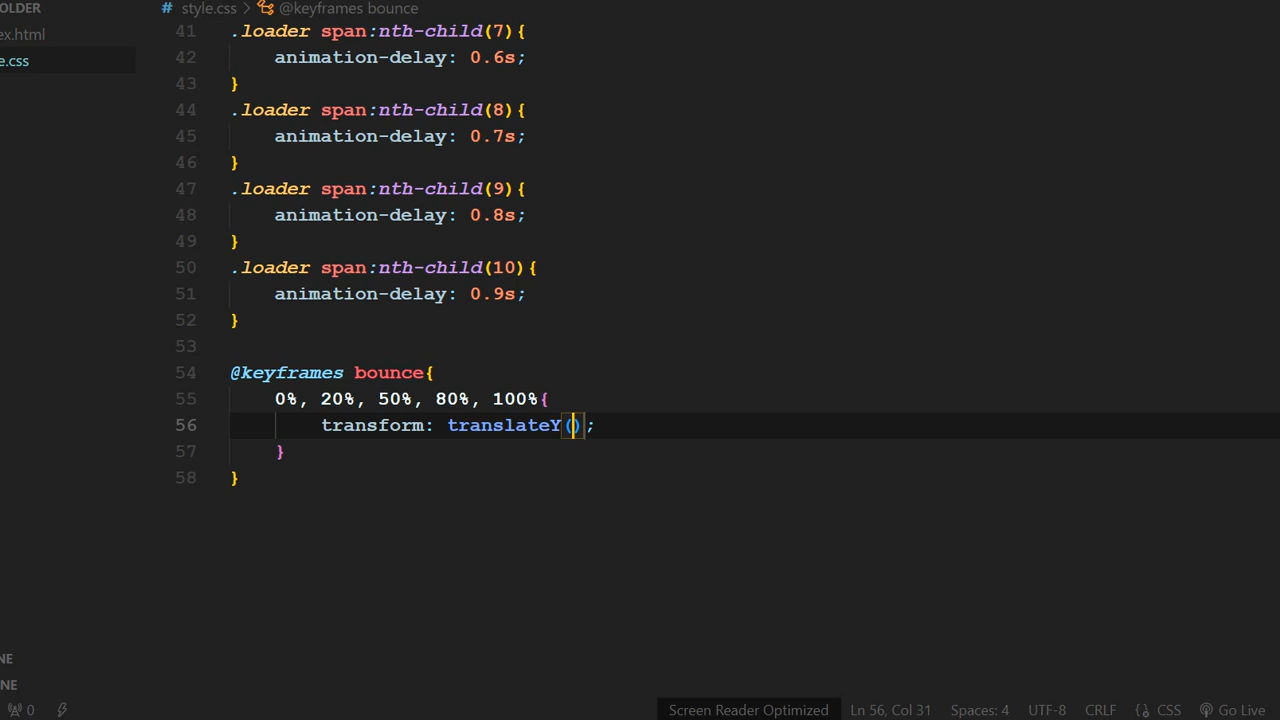 OLDER
# style.css > @keyframes bounce
ex.html
e.css
41 .loader span:nth-child(7){
42 animation-delay: 0.6s;
43 }
44 .loader span:nth-child(8){
45 animation-delay: 0.7s;
46 }
47 .loader span:nth-child(9){
48 animation-delay: 0.8s;
49 }
50 .loader span:nth-child(10){
51 animation-delay: 0.9s;
52 }
53
54 @keyframes bounce{
55 0%, 20%, 50%, 80%, 100%{
56 transform: translateY();
57 }
58 }
NE
NE
0 Screen Reader Optimized Ln 56, Col 31 Spaces: 4 UTF-8 CRLF {} CSS Go Live